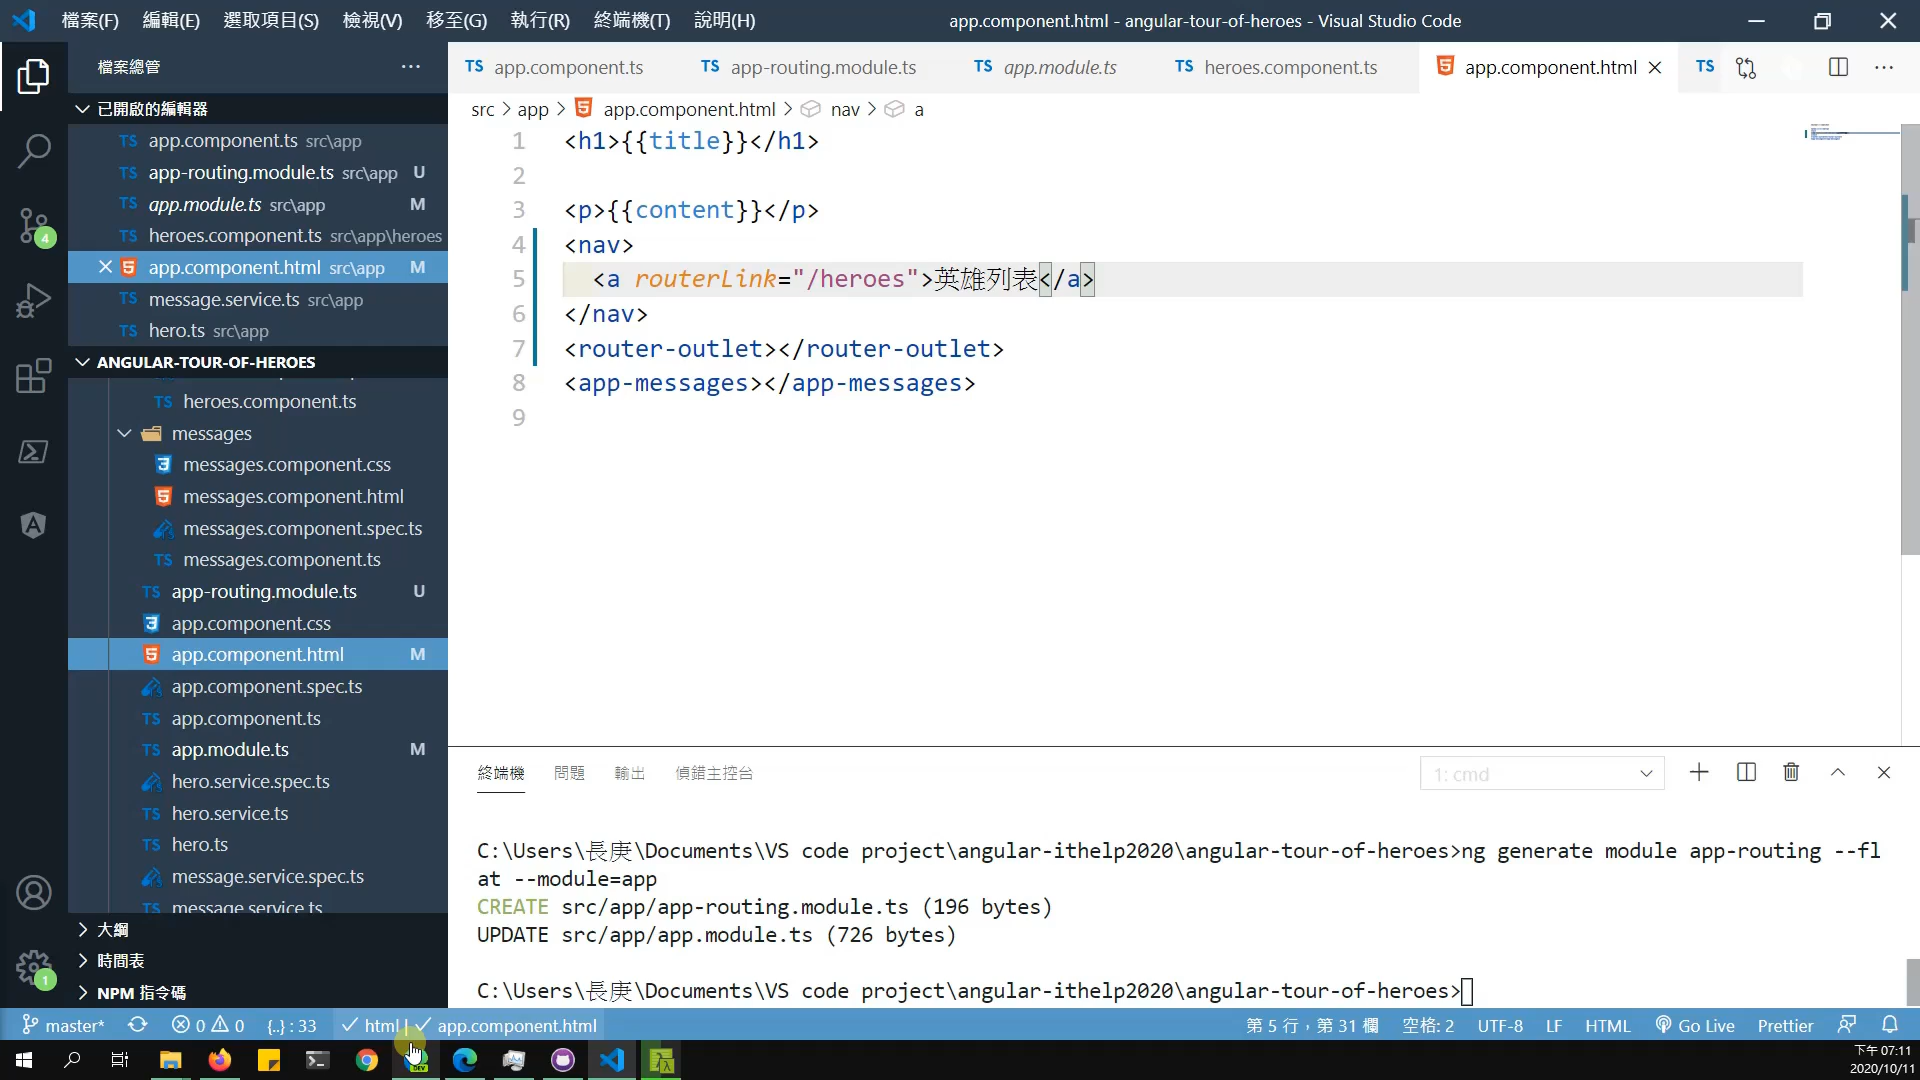 檔案(F) 編輯(E) 選取項目(S) 檢視(V) 移至(G) 執行(R) 終端機(T) 說明(H) app.component.html - angular-tour-of-heroes - Visual Studio Code
檔案總管 ...
TS app.component.ts TS app-routing.module.ts TS app.module.ts TS heroes.component.ts app.component.html TS
已開啟的編輯器
TS app.component.ts src\app
TS app-routing.module.ts src\app U
TS app.module.ts src\app M
TS heroes.component.ts src\app\heroes
app.component.html src\app M
TS message.service.ts src\app
TS hero.ts src\app
ANGULAR-TOUR-OF-HEROES
TS heroes.component.ts
messages
messages.component.css
messages.component.html
messages.component.spec.ts
TS messages.component.ts
TS app-routing.module.ts U
app.component.css
app.component.html M
app.component.spec.ts
TS app.component.ts
TS app.module.ts M
hero.service.spec.ts
TS hero.service.ts
TS hero.ts
message.service.spec.ts
TS message.service.ts
大綱
時間表
NPM 指令碼
src > app > app.component.html > nav > a
1 <h1>{{title}}</h1>
2
3 <p>{{content}}</p>
4 <nav>
5 <a routerLink="/heroes">英雄列表</a>
6 </nav>
7 <router-outlet></router-outlet>
8 <app-messages></app-messages>
9
終端機 問題 輸出 偵錯主控台 1: cmd
C:\Users\長庚\Documents\VS code project\angular-ithelp2020\angular-tour-of-heroes>ng generate module app-routing --fl
at --module=app
CREATE src/app/app-routing.module.ts (196 bytes)
UPDATE src/app/app.module.ts (726 bytes)
C:\Users\長庚\Documents\VS code project\angular-ithelp2020\angular-tour-of-heroes>
4
1
master* 0 0 {..} : 33 html | app.component.html 第 5 行，第 31 欄 空格: 2 UTF-8 LF HTML Go Live Prettier
DEV
下午 07:11
2020/10/11